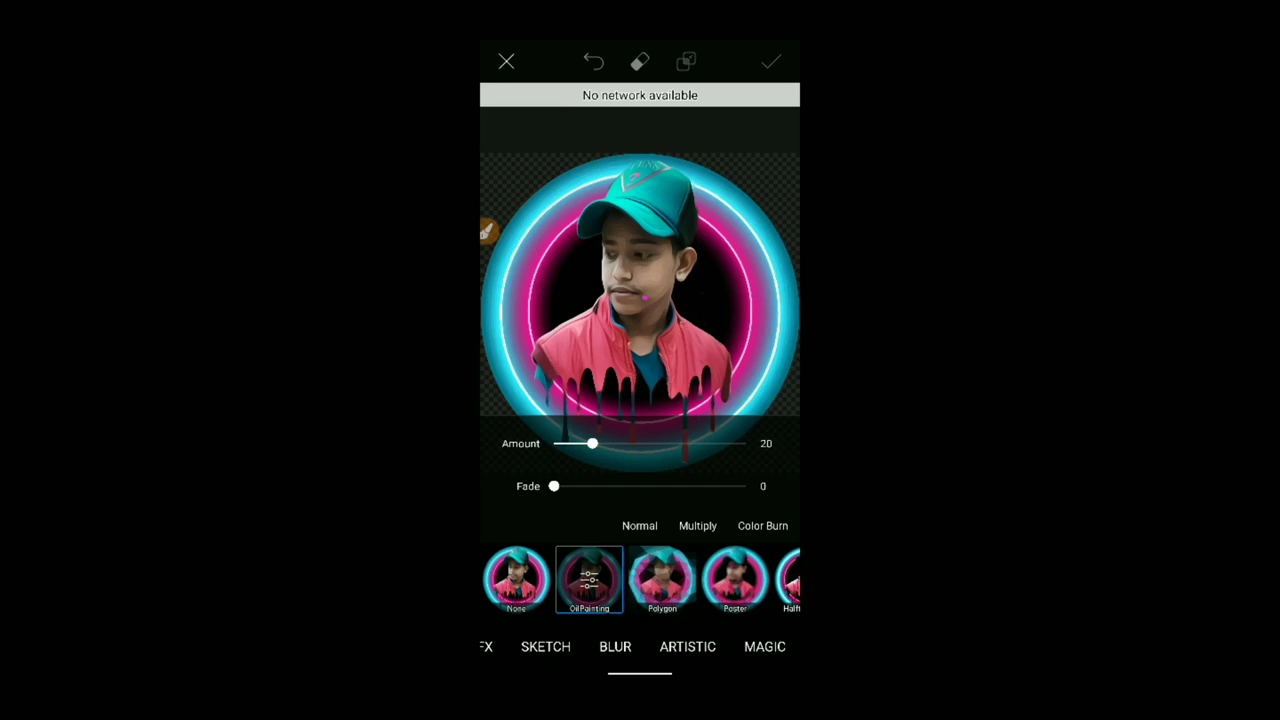 No network available
Amount 20
Fade 0
Normal Multiply Color Burn
None OilPainting Polygon Poster Halft
FX SKETCH BLUR ARTISTIC MAGIC